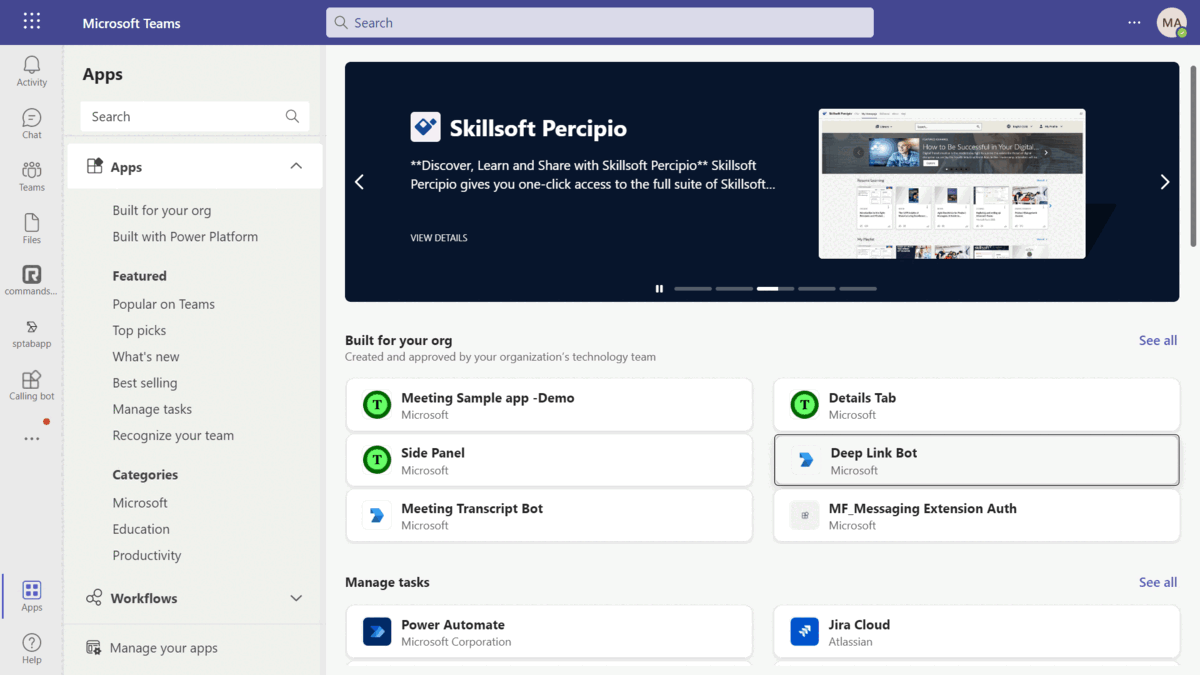 Microsoft Teams
Search
MA
Activity
Chat
Teams
Files
commands...
sptabapp
Calling bot
Apps
Help
Apps
Search
Apps
Built for your org
Built with Power Platform
Featured
Popular on Teams
Top picks
What's new
Best selling
Manage tasks
Recognize your team
Categories
Microsoft
Education
Productivity
Workflows
Manage your apps
Skillsoft Percipio
**Discover, Learn and Share with Skillsoft Percipio** Skillsoft
Percipio gives you one-click access to the full suite of Skillsoft...
VIEW DETAILS
How to Be Successful in Your Digital...
Built for your org
See all
Created and approved by your organization's technology team
T
Meeting Sample app -Demo
Microsoft
T
Details Tab
Microsoft
T
Side Panel
Microsoft
Deep Link Bot
Microsoft
Meeting Transcript Bot
Microsoft
MF_Messaging Extension Auth
Microsoft
Manage tasks
See all
Power Automate
Microsoft Corporation
Jira Cloud
Atlassian